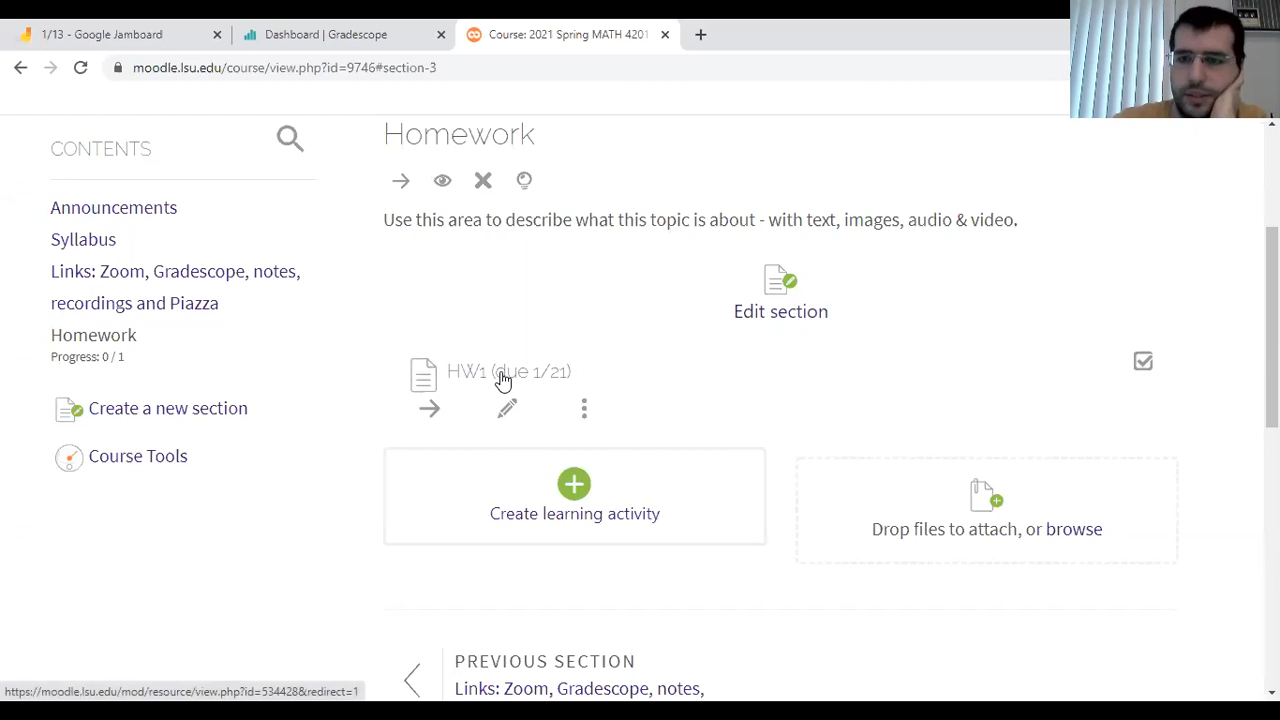 1/13 - Google Jamboard
Dashboard | Gradescope
Course: 2021 Spring MATH 4201
moodle.lsu.edu/course/view.php?id=9746#section-3
CONTENTS
Announcements
Syllabus
Links: Zoom, Gradescope, notes,
recordings and Piazza
Homework
Progress: 0 / 1
Create a new section
Course Tools
Homework
Use this area to describe what this topic is about - with text, images, audio & video.
Edit section
HW1 (due 1/21)
Create learning activity
Drop files to attach, or browse
PREVIOUS SECTION
Links: Zoom, Gradescope, notes,
https://moodle.lsu.edu/mod/resource/view.php?id=534428&redirect=1